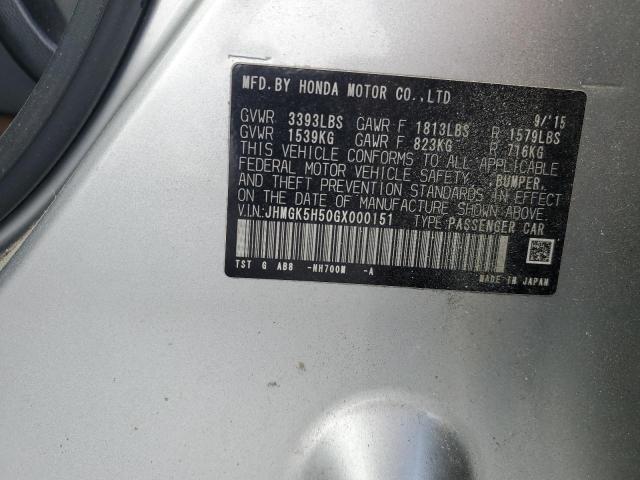 MFD. BY HONDA MOTOR CO.,LTD
9/'15
GVWR 3393LBS GAWR F 1813LBS R 1579LBS
GVWR 1539KG GAWR F 823KG R 716KG
THIS VEHICLE CONFORMS TO ALL APPLICABLE
FEDERAL MOTOR VEHICLE SAFETY, BUMPER,
AND THEFT PREVENTION STANDARDS IN EFFECT
ON THE DATE OF MANUFACTURE SHOWN ABOVE.
V.I.N:JHMGK5H50GX000151 TYPE:PASSENGER CAR
TST G AB8 -NH700M -A
MADE IN JAPAN